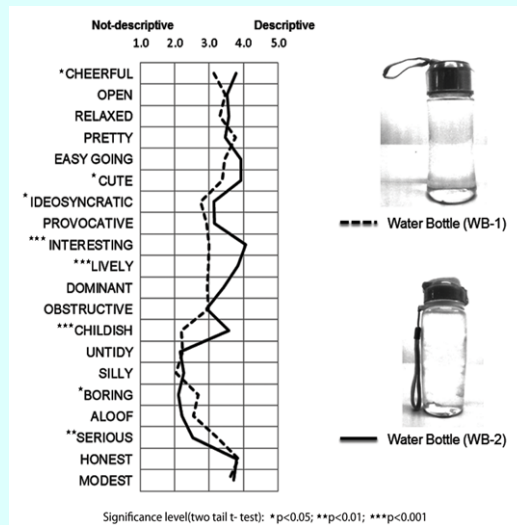 Not-descriptive Descriptive
1.0 2.0 3.0 4.0 5.0
*CHEERFUL
OPEN
RELAXED
PRETTY
EASY GOING
*CUTE
*IDEOSYNCRATIC
PROVOCATIVE
***INTERESTING
***LIVELY
DOMINANT
OBSTRUCTIVE
***CHILDISH
UNTIDY
SILLY
*BORING
ALOOF
**SERIOUS
HONEST
MODEST
Water Bottle (WB-1)
Water Bottle (WB-2)
Significance level(two tail t- test): *p<0.05; **p<0.01; ***p<0.001